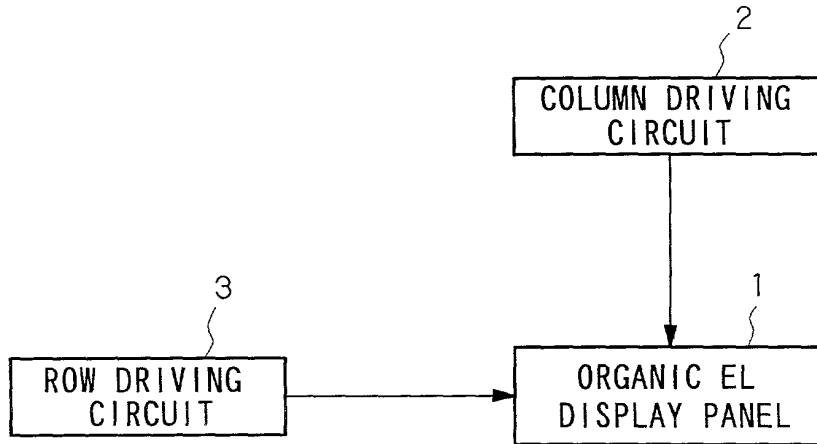 2
COLUMN DRIVING
CIRCUIT
3
1
ROW DRIVING
CIRCUIT
ORGANIC EL
DISPLAY PANEL